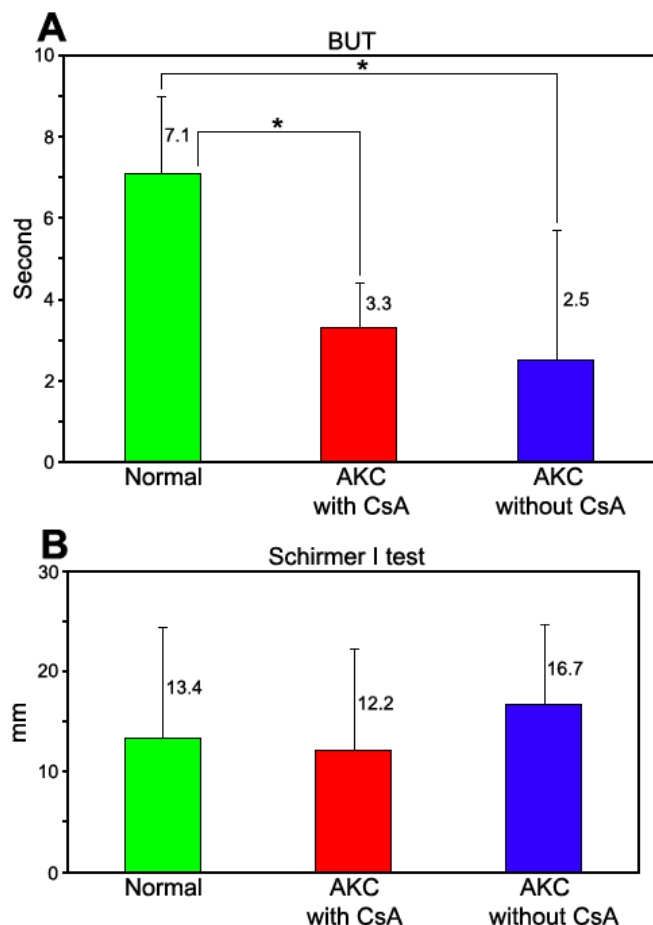 A
BUT
10
8
6
4
2
0
Second
*
*
7.1
3.3
2.5
Normal
AKC
with CsA
AKC
without CsA
B
Schirmer I test
30
20
10
0
mm
13.4
12.2
16.7
Normal
AKC
with CsA
AKC
without CsA